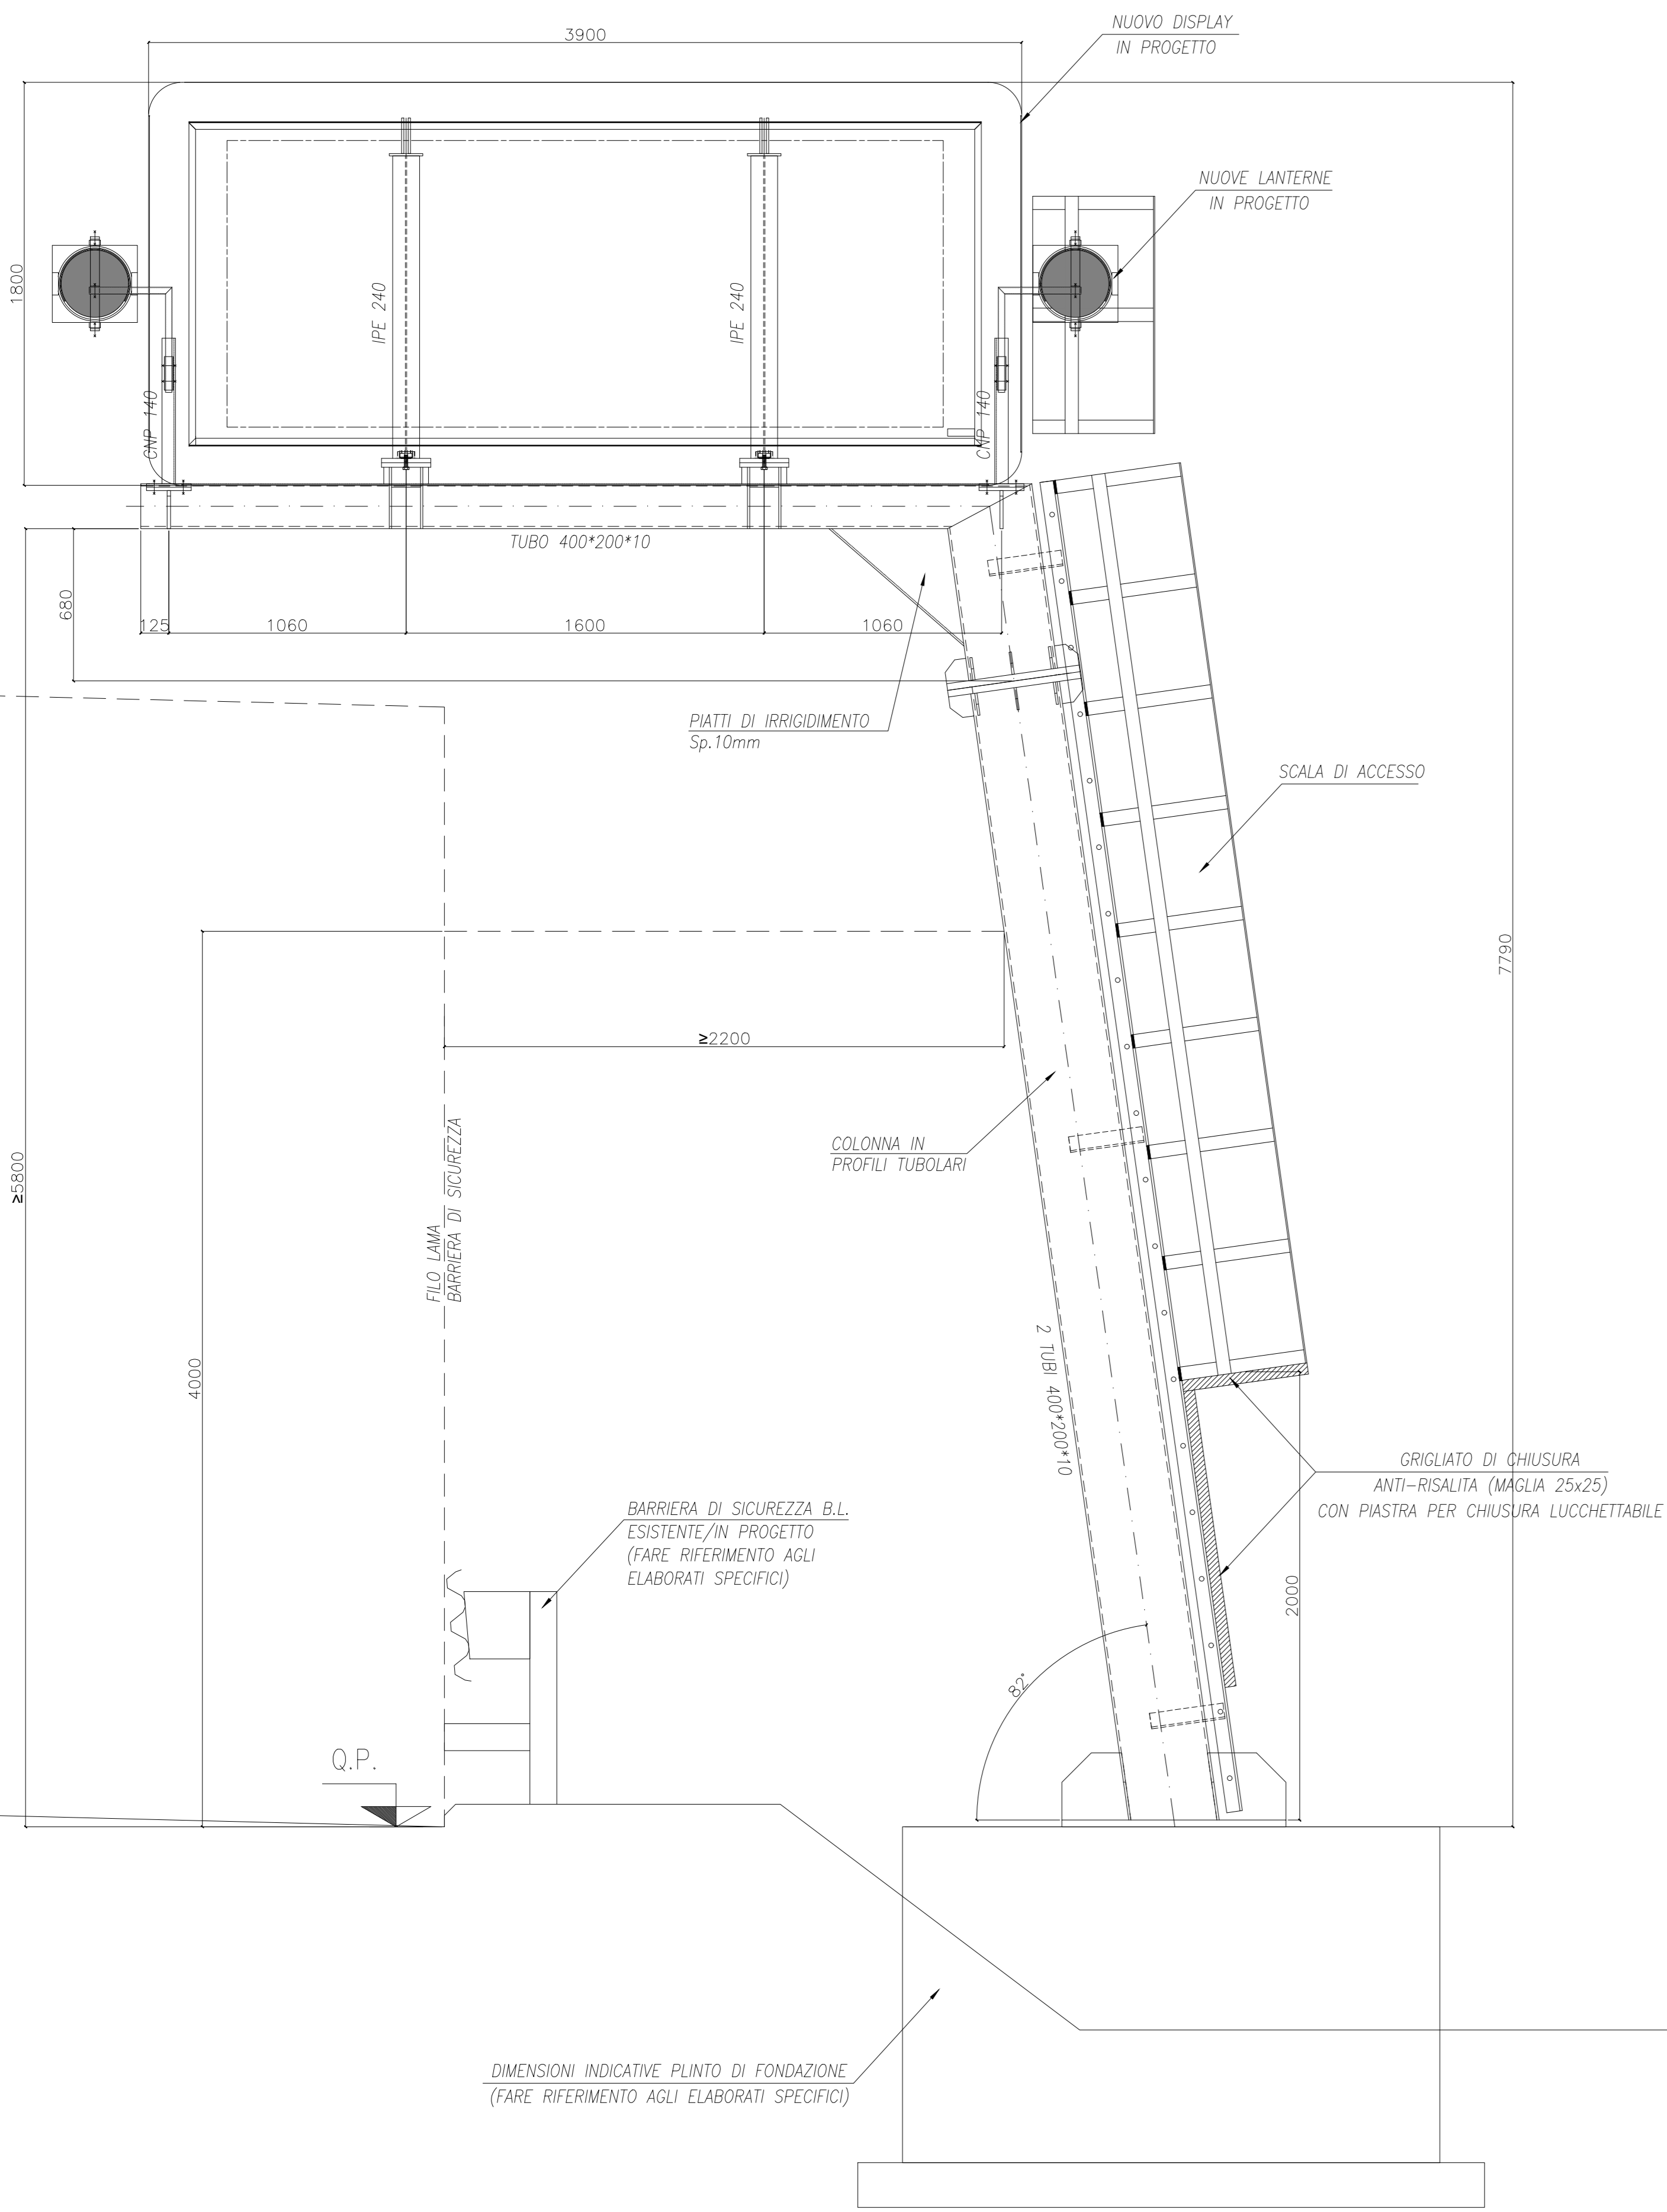 3900
NUOVO DISPLAY
IN PROGETTO
NUOVE LANTERNE
IN PROGETTO
1800
IPE 240
IPE 240
CNP 140
CNP 140
TUBO 400*200*10
680
125
1060
1600
1060
PIATTI DI IRRIGIDIMENTO
Sp.10mm
SCALA DI ACCESSO
7790
≥2200
COLONNA IN
PROFILI TUBOLARI
≥5800
FILO LAMA
BARRIERA DI SICUREZZA
4000
2 TUBI 400*200*10
GRIGLIATO DI CHIUSURA
ANTI-RISALITA (MAGLIA 25x25)
CON PIASTRA PER CHIUSURA LUCCHETTABILE
BARRIERA DI SICUREZZA B.L.
ESISTENTE/IN PROGETTO
(FARE RIFERIMENTO AGLI
ELABORATI SPECIFICI)
2000
82°
Q.P.
DIMENSIONI INDICATIVE PLINTO DI FONDAZIONE
(FARE RIFERIMENTO AGLI ELABORATI SPECIFICI)